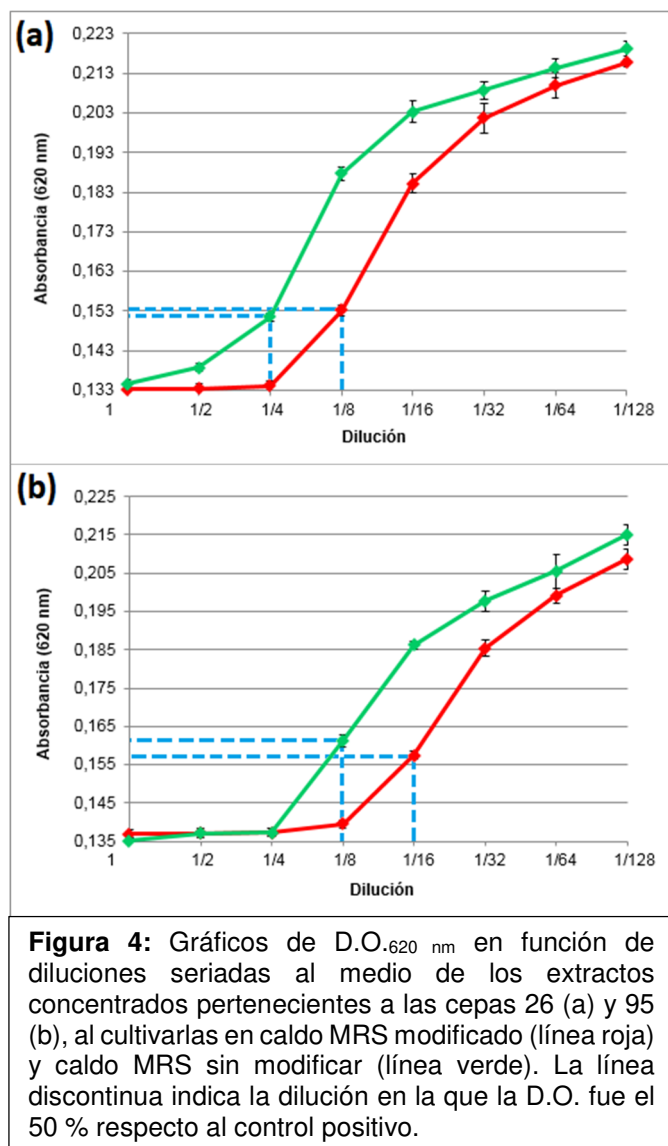 (a)
0,223
0,213
0,203
0,193
0,183
0,173
0,163
0,153
0,143
0,133
Absorbancia (620 nm)
1 1/2 1/4 1/8 1/16 1/32 1/64 1/128
Dilución
(b)
0,225
0,215
0,205
0,195
0,185
0,175
0,165
0,155
0,145
0,135
Absorbancia (620 nm)
1 1/2 1/4 1/8 1/16 1/32 1/64 1/128
Dilución
Figura 4: Gráficos de D.O.620 nm en función de
diluciones seriadas al medio de los extractos
concentrados pertenecientes a las cepas 26 (a) y 95
(b), al cultivarlas en caldo MRS modificado (línea roja)
y caldo MRS sin modificar (línea verde). La línea
discontinua indica la dilución en la que la D.O. fue el
50 % respecto al control positivo.